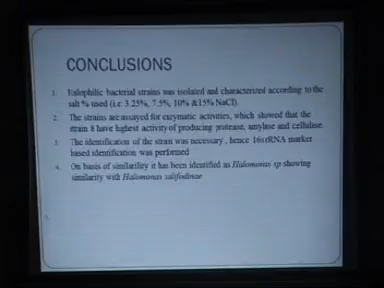 CONCLUSIONS
1. Halophilic bacterial strains was isolated and characterized according to the
salt % used (i.e 3.25%, 7.5%, 10% &15% NaCl).
2. The strains are assayed for enzymatic activities, which showed that the
strain 8 have highest activity of producing protease, amylase and cellulase.
3. The identification of the strain was necessary , hence 16srRNA marker
based identification was performed
4. On basis of similarility it has been identified as Halomonas sp showing
similarity with Halomonas salifodinae
5.